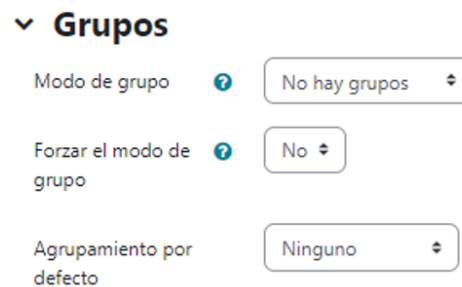 Grupos
Modo de grupo
No hay grupos
Forzar el modo de
grupo
No
Agrupamiento por
defecto
Ninguno